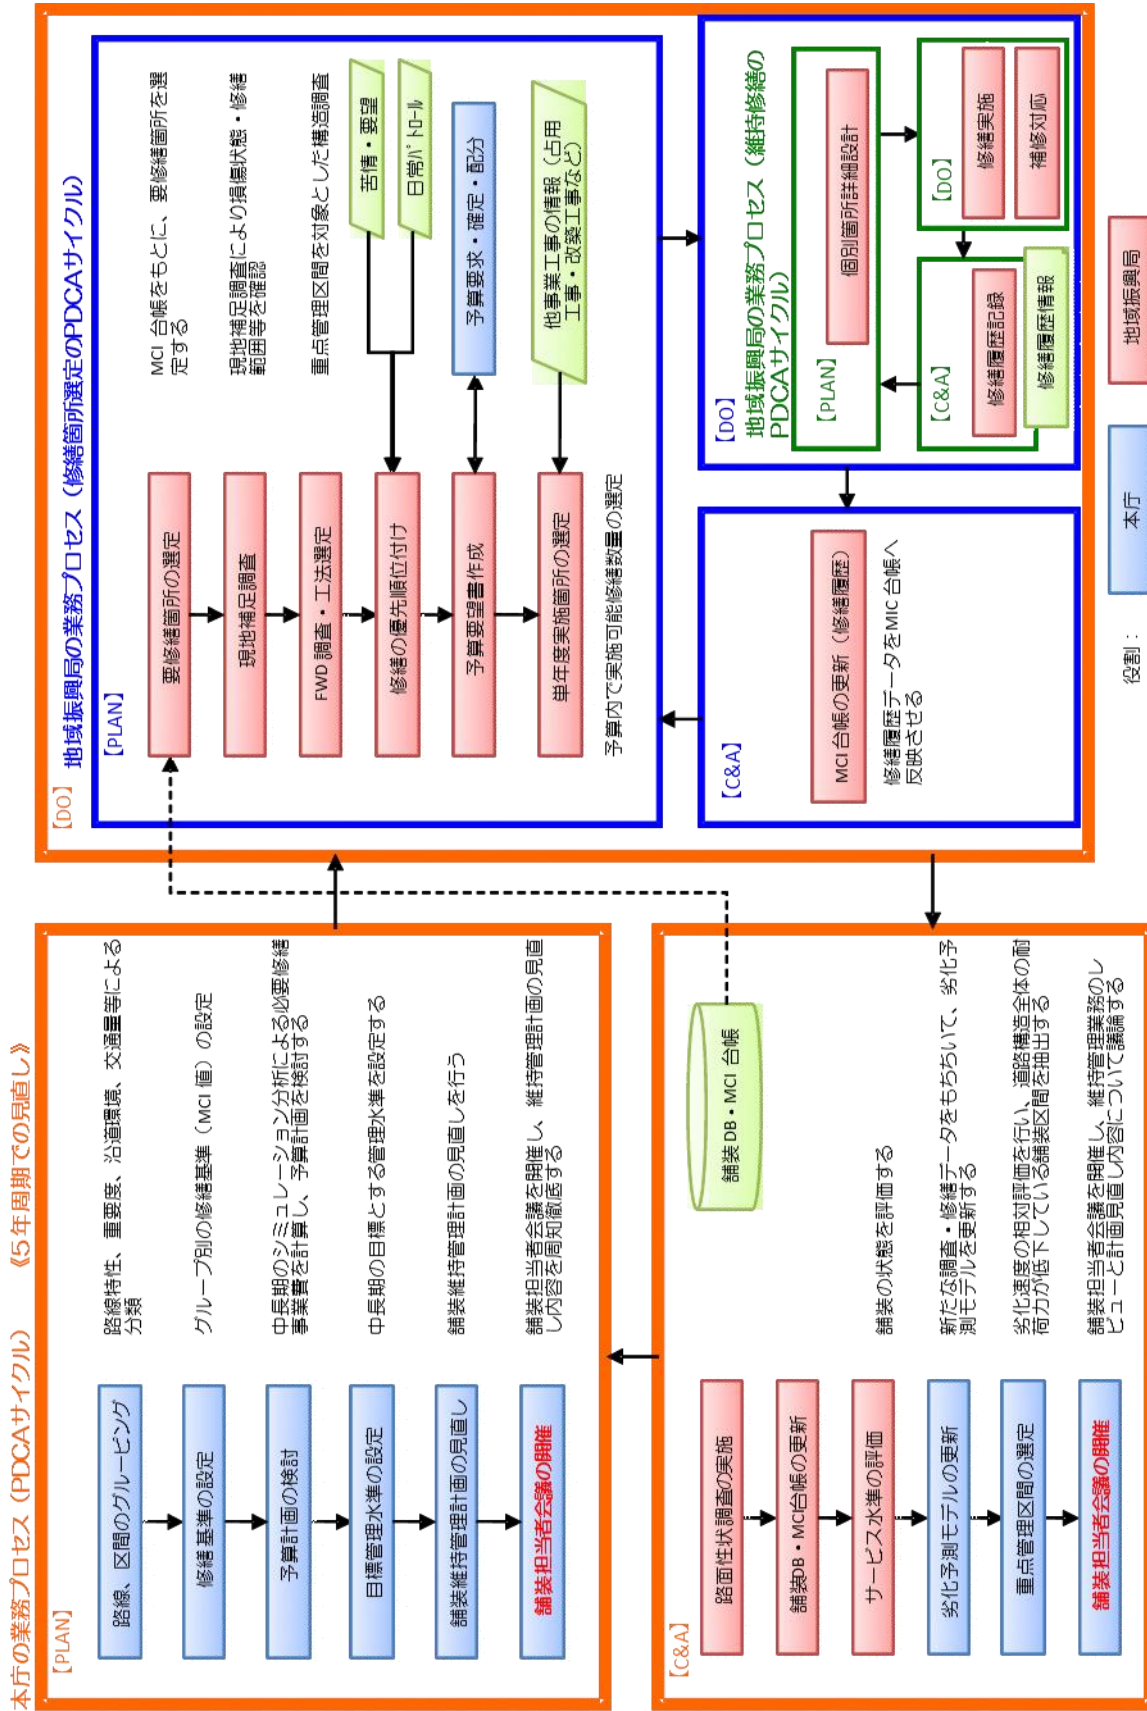 本庁の業務プロセス（PDCAサイクル）　《5年周期での見直し》
【PLAN】
路線、区間のグルーピング
路線特性、重要度、沿道環境、交通量等による
分類
修繕基準の設定
グループ別の修繕基準（MCI 値）の設定
予算計画の検討
中長期のシミュレーション分析による必要修繕
事業費を計算し、予算計画を検討する
目標管理水準の設定
中長期の目標とする管理水準を設定する
舗装維持管理計画の見直し
舗装維持管理計画の見直しを行う
舗装担当者会議の開催
舗装担当者会議を開催し、維持管理計画の見直
し内容を周知徹底する
【C&A】
路面性状調査の実施
舗装DB・MCI台帳の更新
サービス水準の評価
舗装の状態を評価する
劣化予測モデルの更新
新たな調査・修繕データをもちちいて、劣化予
測モデルを更新する
重点管理区間の選定
劣化速度の相対評価を行い、道路構造全体の耐
荷力が低下している舗装区間を抽出する
舗装担当者会議の開催
舗装担当者会議を開催し、維持管理業務のレ
ビューと計画見直し内容について議論する
舗装 DB・MCI 台帳
【DO】
地域振興局の業務プロセス（修繕箇所選定のPDCAサイクル）
【PLAN】
要修繕箇所の選定
MCI 台帳をもとに、要修繕箇所を選
定する
現地補足調査
現地補足調査により損傷状態・修繕
範囲等を確認
FWD 調査・工法選定
重点管理区間を対象とした構造調査
修繕の優先順位付け
苦情・要望
日常パトロール
予算要望書作成
予算要求・確定・配分
単年度実施箇所の選定
他事業工事の情報（占用
工事・改築工事など）
予算内で実施可能修繕数量の選定
【C&A】
MCI 台帳の更新（修繕履歴）
修繕履歴データをMIC 台帳へ
反映させる
【DO】
地域振興局の業務プロセス（維持修繕の
PDCAサイクル）
【PLAN】
個別箇所詳細設計
【C&A】
修繕履歴記録
修繕履歴情報
【DO】
修繕実施
補修対応
役割：
本庁
地域振興局